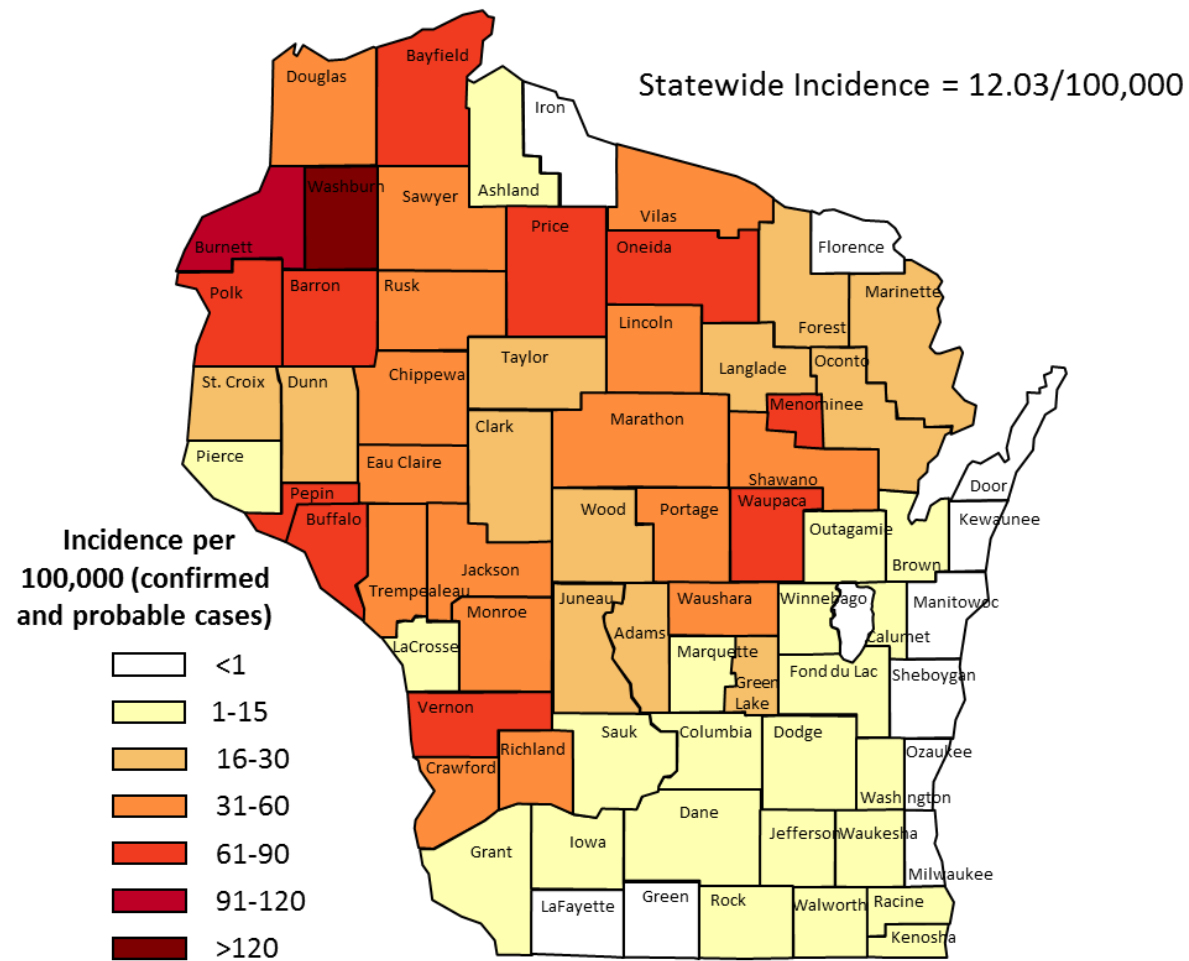 Statewide Incidence = 12.03/100,000
Bayfield
Douglas
Iron
Washburn
Sawyer
Ashland
Vilas
Price
Burnett
Oneida
Florence
Polk
Barron
Rusk
Marinette
Lincoln
Forest
Taylor
Langlade
Oconto
St. Croix
Dunn
Chippewa
Menominee
Marathon
Clark
Pierce
Eau Claire
Shawano
Door
Pepin
Waupaca
Buffalo
Wood
Portage
Kewaunee
Outagamie
Brown
Jackson
Trempealeau
Juneau
Waushara
Winnebago
Manitowoc
Monroe
Adams
Calumet
LaCrosse
Marquette
Fond du Lac
Sheboygan
Green
Lake
Vernon
Sauk
Columbia
Dodge
Richland
Ozaukee
Crawford
Washington
Dane
Jefferson
Waukesha
Iowa
Grant
Milwaukee
Green
Rock
LaFayette
Walworth
Racine
Kenosha
Incidence per
100,000 (confirmed
and probable cases)
<1
1-15
16-30
31-60
61-90
91-120
>120